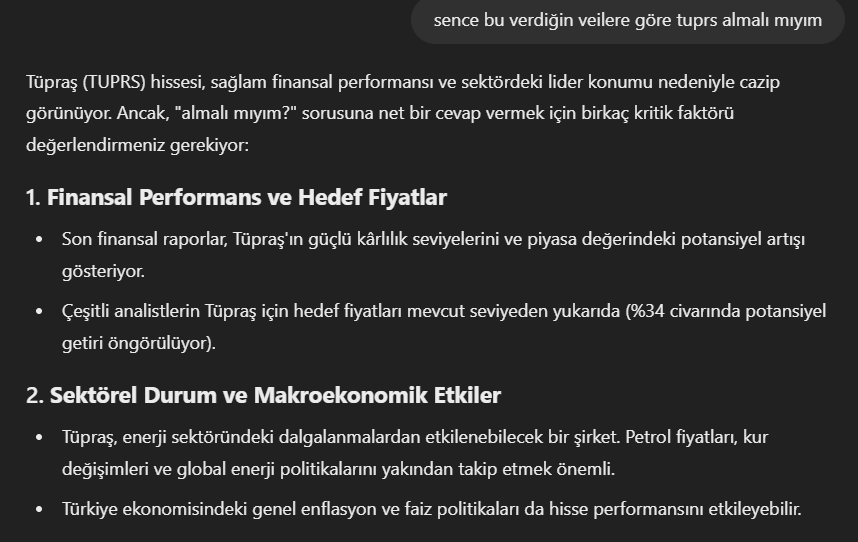 sence bu verdiğin veilere göre tuprs almalı mıyım
Tüpraş (TUPRS) hissesi, sağlam finansal performansı ve sektördeki lider konumu nedeniyle cazip
görünüyor. Ancak, "almalı mıyım?" sorusuna net bir cevap vermek için birkaç kritik faktörü
değerlendirmeniz gerekiyor:
1. Finansal Performans ve Hedef Fiyatlar
• Son finansal raporlar, Tüpraş'ın güçlü kârlılık seviyelerini ve piyasa değerindeki potansiyel artışı
gösteriyor.
• Çeşitli analistlerin Tüpraş için hedef fiyatları mevcut seviyeden yukarıda (%34 civarında potansiyel
getiri öngörülüyor).
2. Sektörel Durum ve Makroekonomik Etkiler
• Tüpraş, enerji sektöründeki dalgalanmalardan etkilenebilecek bir şirket. Petrol fiyatları, kur
değişimleri ve global enerji politikalarını yakından takip etmek önemli.
• Türkiye ekonomisindeki genel enflasyon ve faiz politikaları da hisse performansını etkileyebilir.